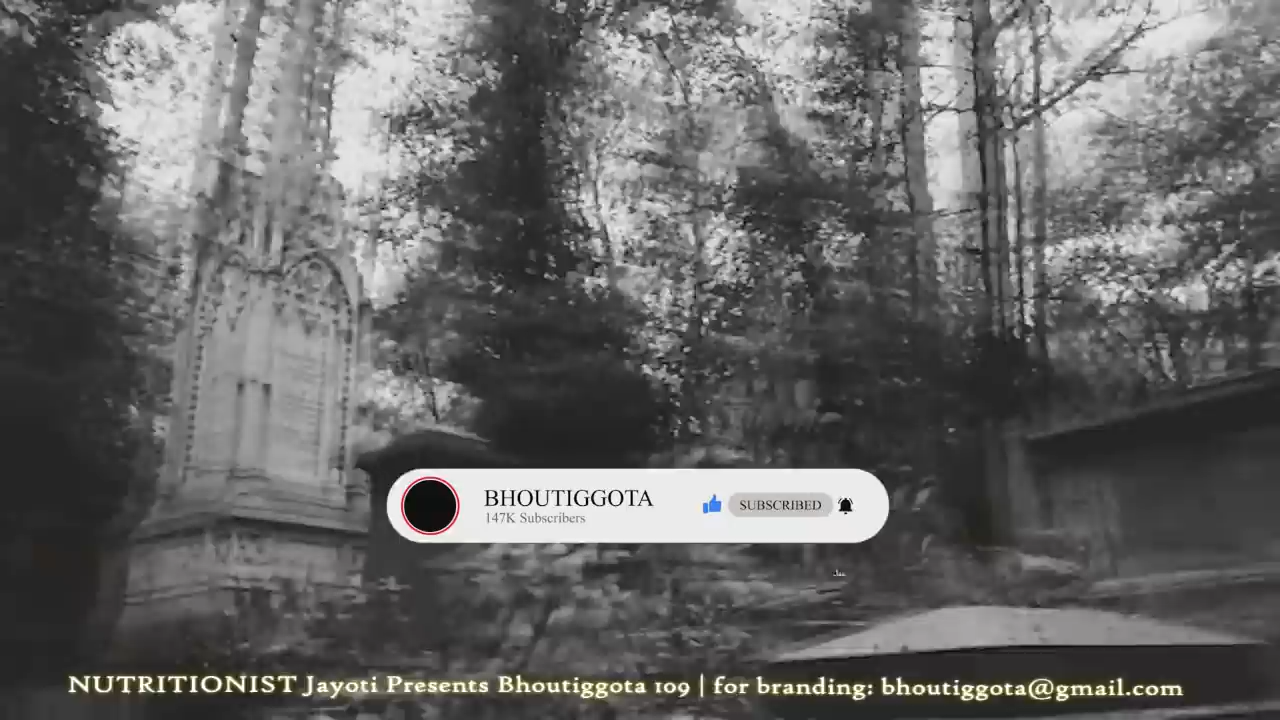 BHOUTIGGOTA
147K Subscribers
SUBSCRIBED
NUTRITIONIST Jayoti Presents Bhoutiggota 109 | for branding: bhoutiggota@gmail.com